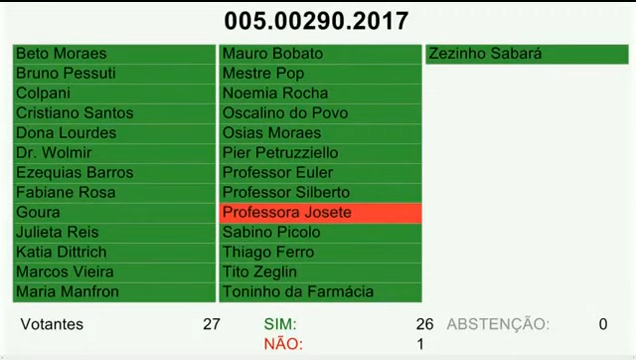 005.00290.2017
Beto Moraes
Bruno Pessuti
Colpani
Cristiano Santos
Dona Lourdes
Dr. Wolmir
Ezequias Barros
Fabiane Rosa
Goura
Julieta Reis
Katia Dittrich
Marcos Vieira
Maria Manfron
Mauro Bobato
Mestre Pop
Noemia Rocha
Oscalino do Povo
Osias Moraes
Pier Petruzziello
Professor Euler
Professor Silberto
Professora Josete
Sabino Picolo
Thiago Ferro
Tito Zeglin
Toninho da Farmácia
Zezinho Sabará
Votantes 27 SIM: 26 ABSTENÇÃO: 0
NÃO: 1